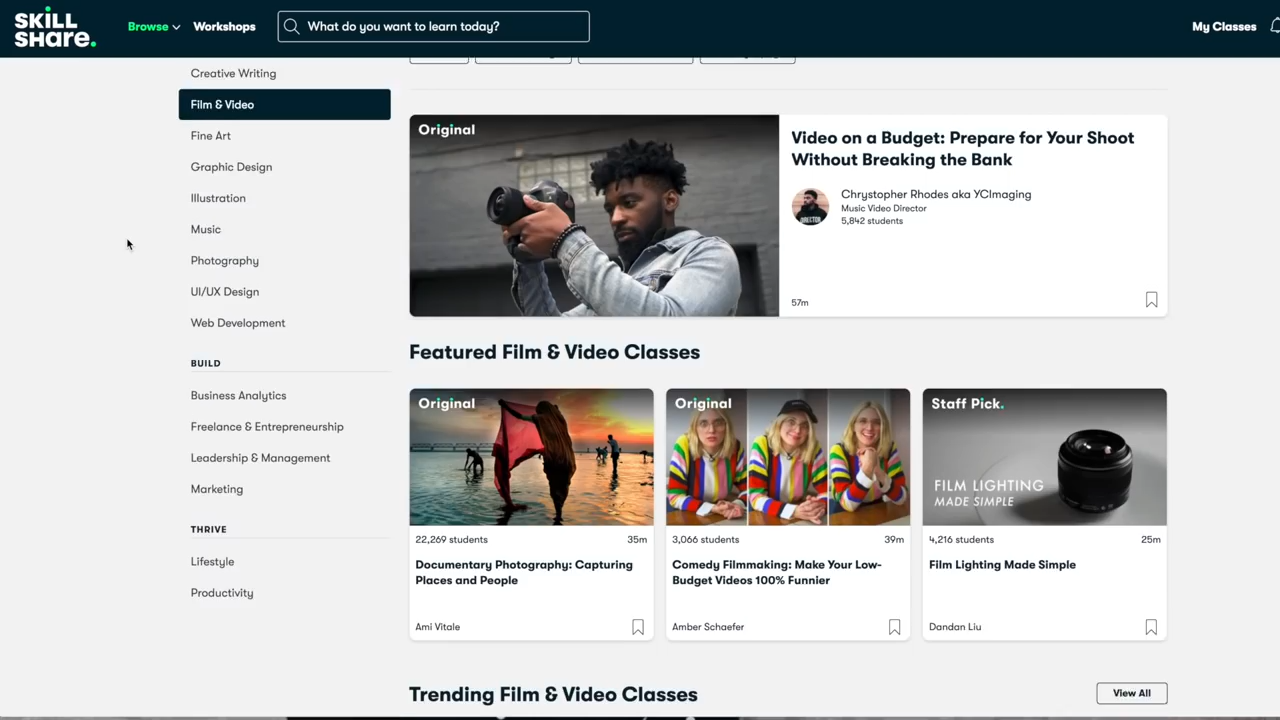 SKILL
SHare.
Browse
Workshops
What do you want to learn today?
My Classes
Creative Writing
Film & Video
Fine Art
Graphic Design
Illustration
Music
Photography
UI/UX Design
Web Development
BUILD
Business Analytics
Freelance & Entrepreneurship
Leadership & Management
Marketing
THRIVE
Lifestyle
Productivity
Original
Video on a Budget: Prepare for Your Shoot
Without Breaking the Bank
Chrystopher Rhodes aka YCImaging
Music Video Director
5,842 students
57m
Featured Film & Video Classes
Original
22,269 students
35m
Documentary Photography: Capturing
Places and People
Ami Vitale
Original
3,066 students
39m
Comedy Filmmaking: Make Your Low-
Budget Videos 100% Funnier
Amber Schaefer
Staff Pick.
FILM LIGHTING
MADE SIMPLE
4,216 students
25m
Film Lighting Made Simple
Dandan Liu
Trending Film & Video Classes
View All